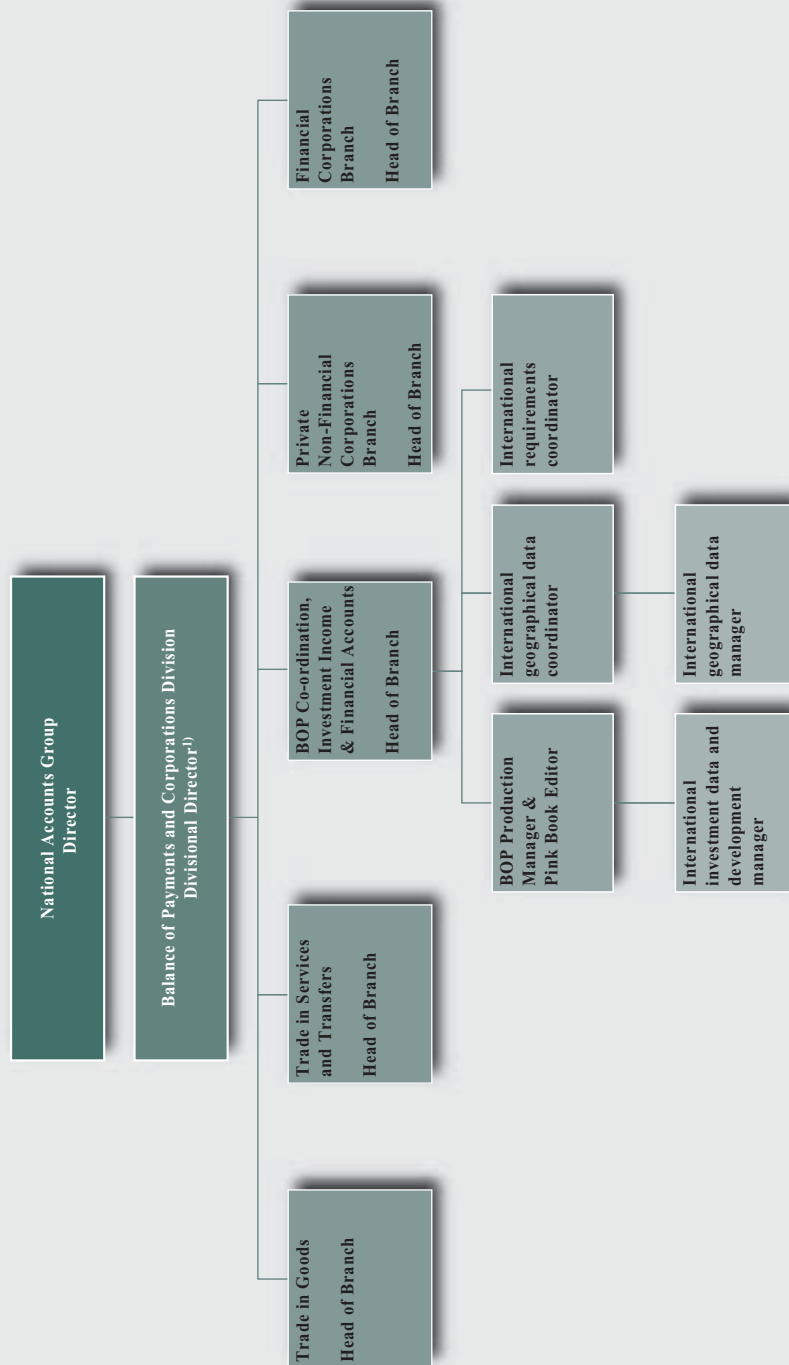 National Accounts Group
Director
Balance of Payments and Corporations Division
Divisional Director1)
Trade in Goods
Head of Branch
Trade in Services
and Transfers
Head of Branch
BOP Co-ordination,
Investment Income
& Financial Accounts
Head of Branch
Private
Non-Financial
Corporations
Branch
Head of Branch
Financial
Corporations
Branch
Head of Branch
BOP Production
Manager &
Pink Book Editor
International
geographical data
coordinator
International
requirements
coordinator
International
investment data and
development
manager
International
geographical data
manager